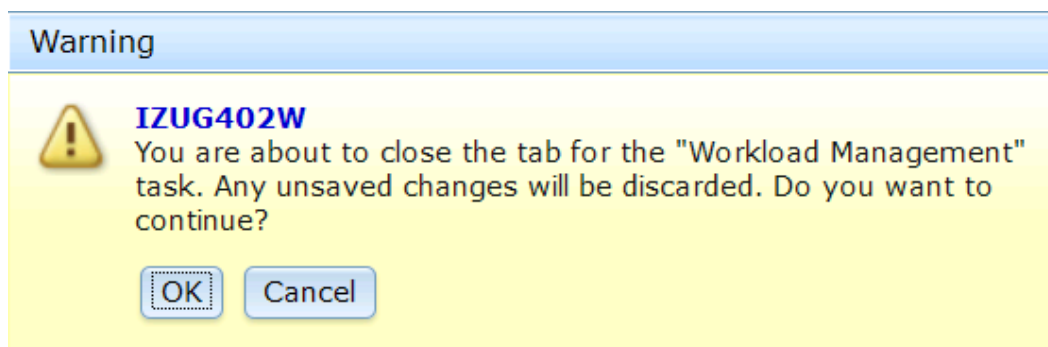 Warning
IZUG402W
You are about to close the tab for the "Workload Management"
task. Any unsaved changes will be discarded. Do you want to
continue?
OK Cancel